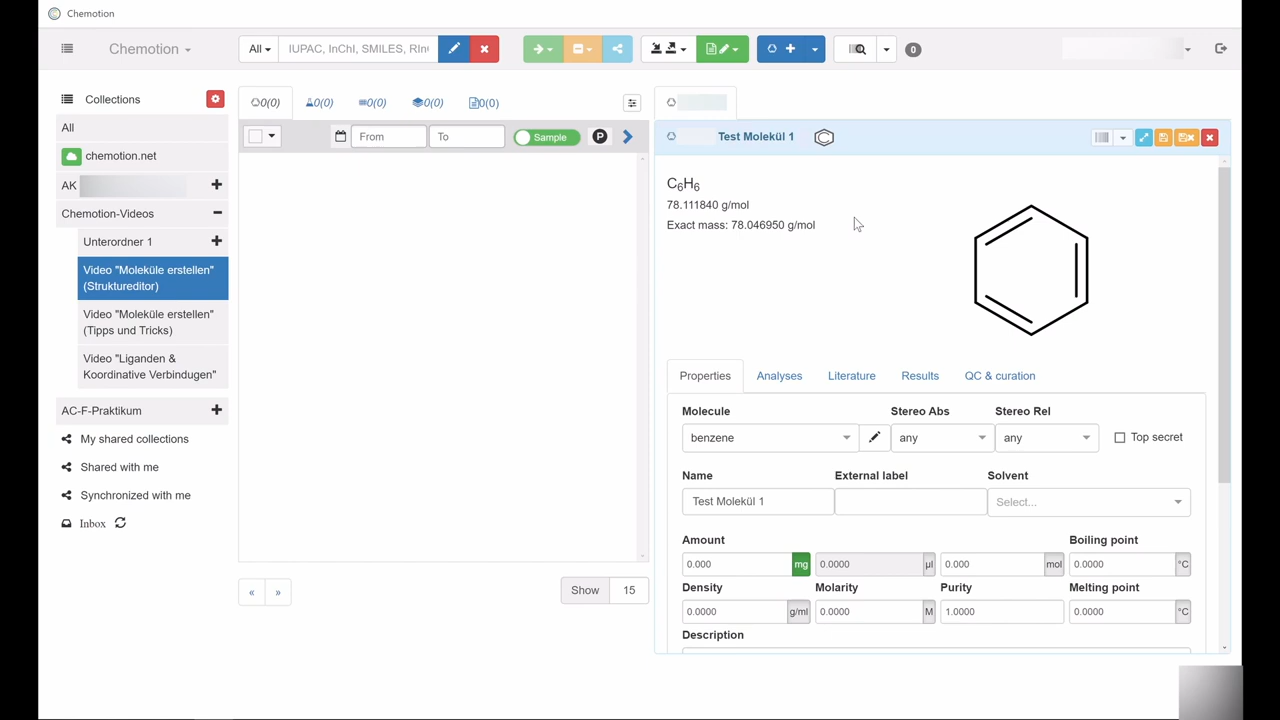 Chemotion
Chemotion
All
IUPAC, InChI, SMILES, RIn
0
Collections
All
chemotion.net
AK
Chemotion-Videos
Unterordner 1
Video "Moleküle erstellen"
(Struktureditor)
Video "Moleküle erstellen"
(Tipps und Tricks)
Video "Liganden &
Koordinative Verbindugen"
AC-F-Praktikum
My shared collections
Shared with me
Synchronized with me
Inbox
0(0)
0(0)
0(0)
0(0)
0(0)
From
To
Sample
P
«
»
Show
15
Test Molekül 1
C₆H₆
78.111840 g/mol
Exact mass: 78.046950 g/mol
Properties
Analyses
Literature
Results
QC & curation
Molecule
Stereo Abs
Stereo Rel
benzene
any
any
Top secret
Name
External label
Solvent
Test Molekül 1
Select...
Amount
Boiling point
0.000
mg
0.0000
µl
0.000
mol
0.0000
°C
Density
Molarity
Purity
Melting point
0.0000
g/ml
0.0000
M
1.0000
0.0000
°C
Description